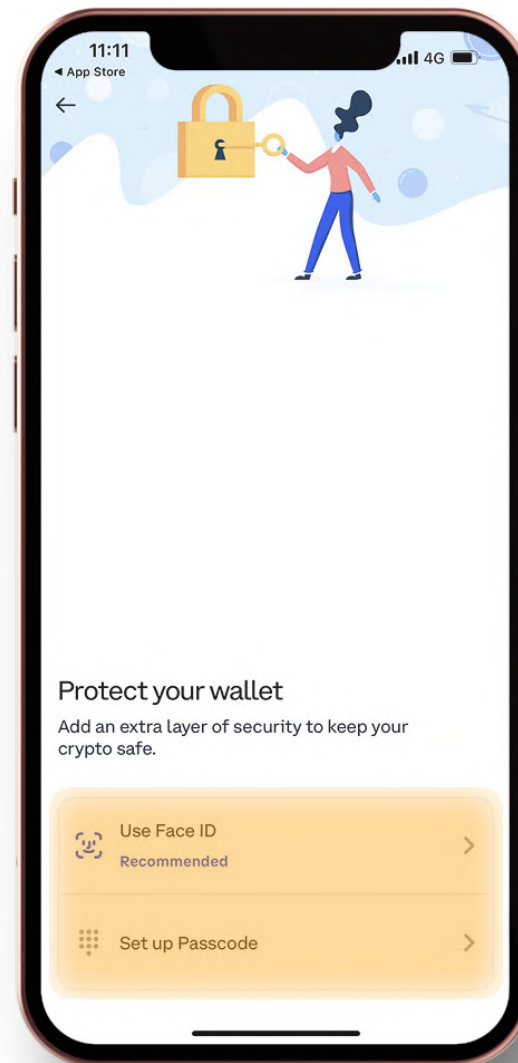 11:11
4G
◄ App Store
Protect your wallet
Add an extra layer of security to keep your
crypto safe.
Use Face ID
Recommended
Set up Passcode